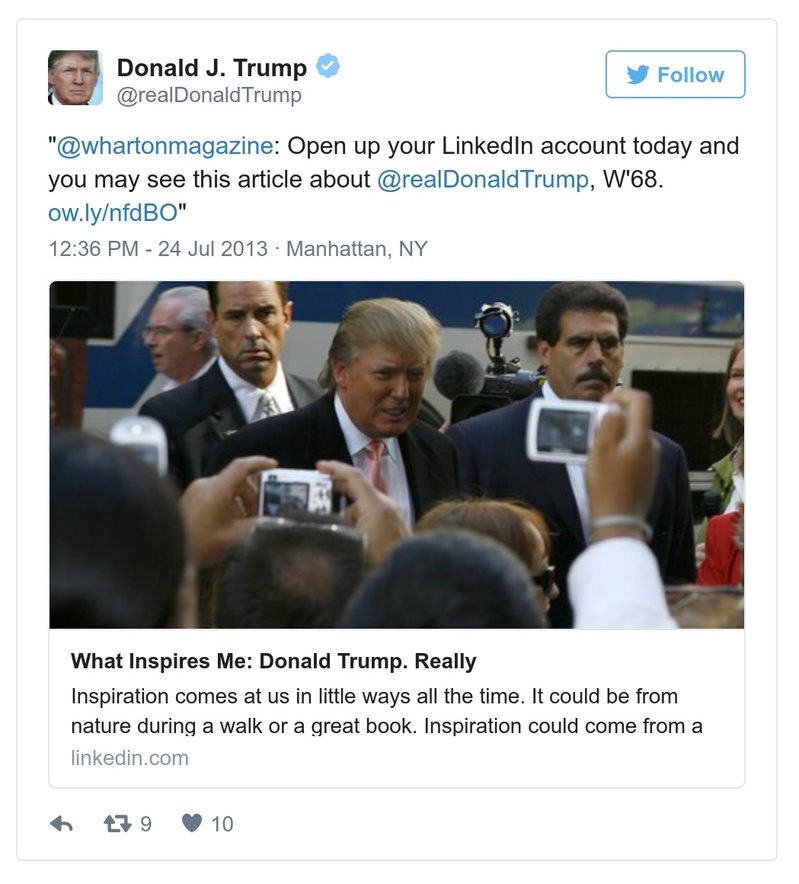 Donald J. Trump
@realDonaldTrump
Follow
"@whartonmagazine: Open up your LinkedIn account today and
you may see this article about @realDonaldTrump, W'68.
ow.ly/nfdBO"
12:36 PM - 24 Jul 2013 · Manhattan, NY
What Inspires Me: Donald Trump. Really
Inspiration comes at us in little ways all the time. It could be from
nature during a walk or a great book. Inspiration could come from a
linkedin.com
9
10